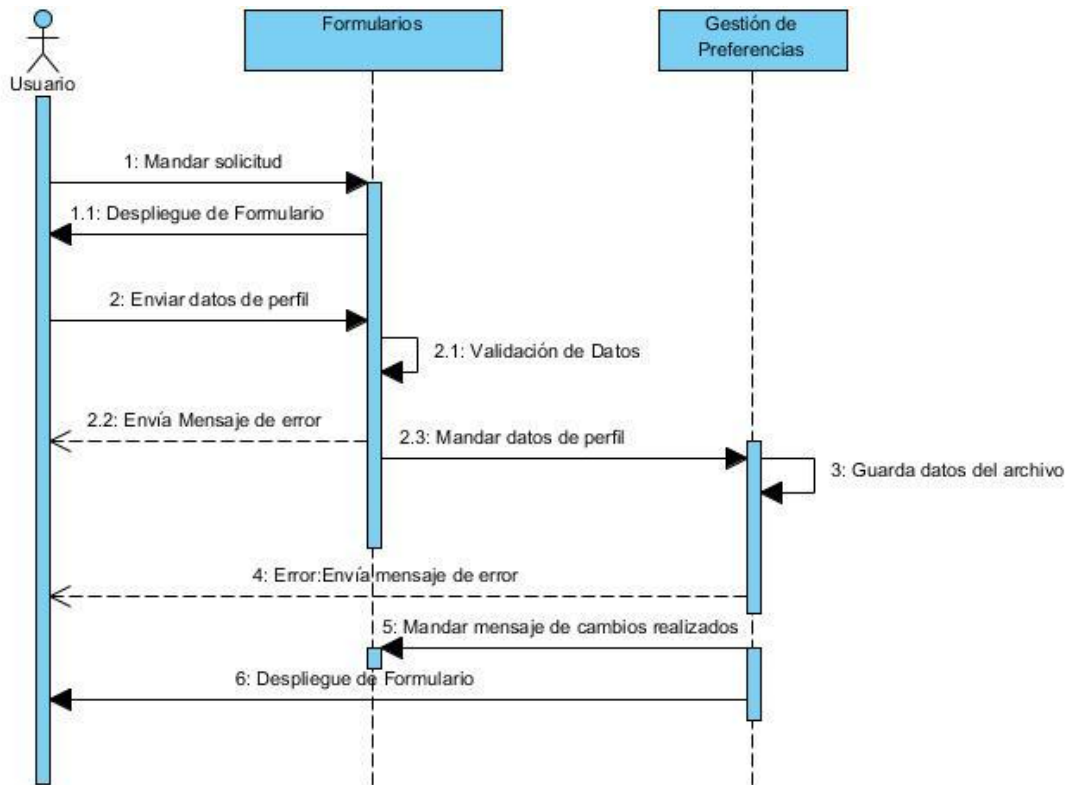 Usuario
Formularios
Gestión de
Preferencias
1: Mandar solicitud
1.1: Despliegue de Formulario
2: Enviar datos de perfil
2.1: Validación de Datos
2.2: Envía Mensaje de error
2.3: Mandar datos de perfil
3: Guarda datos del archivo
4: Error:Envía mensaje de error
5: Mandar mensaje de cambios realizados
6: Despliegue de Formulario